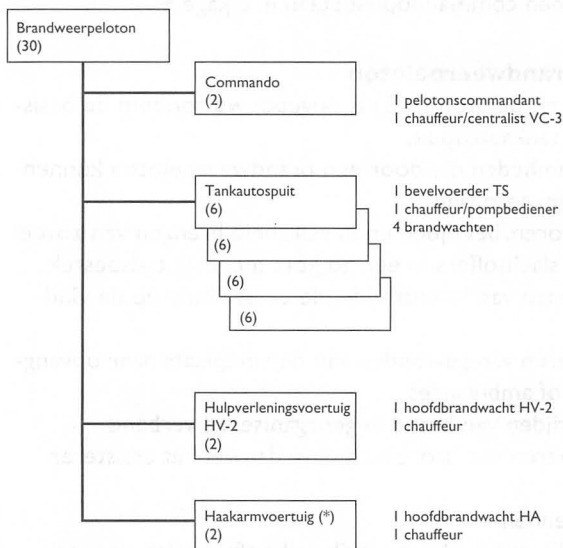 Brandweerpeloton
(30)
Commando
(2)
1 pelotonscommandant
1 chauffeur/centralist VC-3
Tankautospuit
(6)
(6)
(6)
(6)
1 bevelvoerder TS
1 chauffeur/pompbediener
4 brandwachten
Hulpverleningsvoertuig
HV-2
(2)
1 hoofdbrandwacht HV-2
1 chauffeur
Haakarmvoertuig (*)
(2)
1 hoofdbrandwacht HA
1 chauffeur